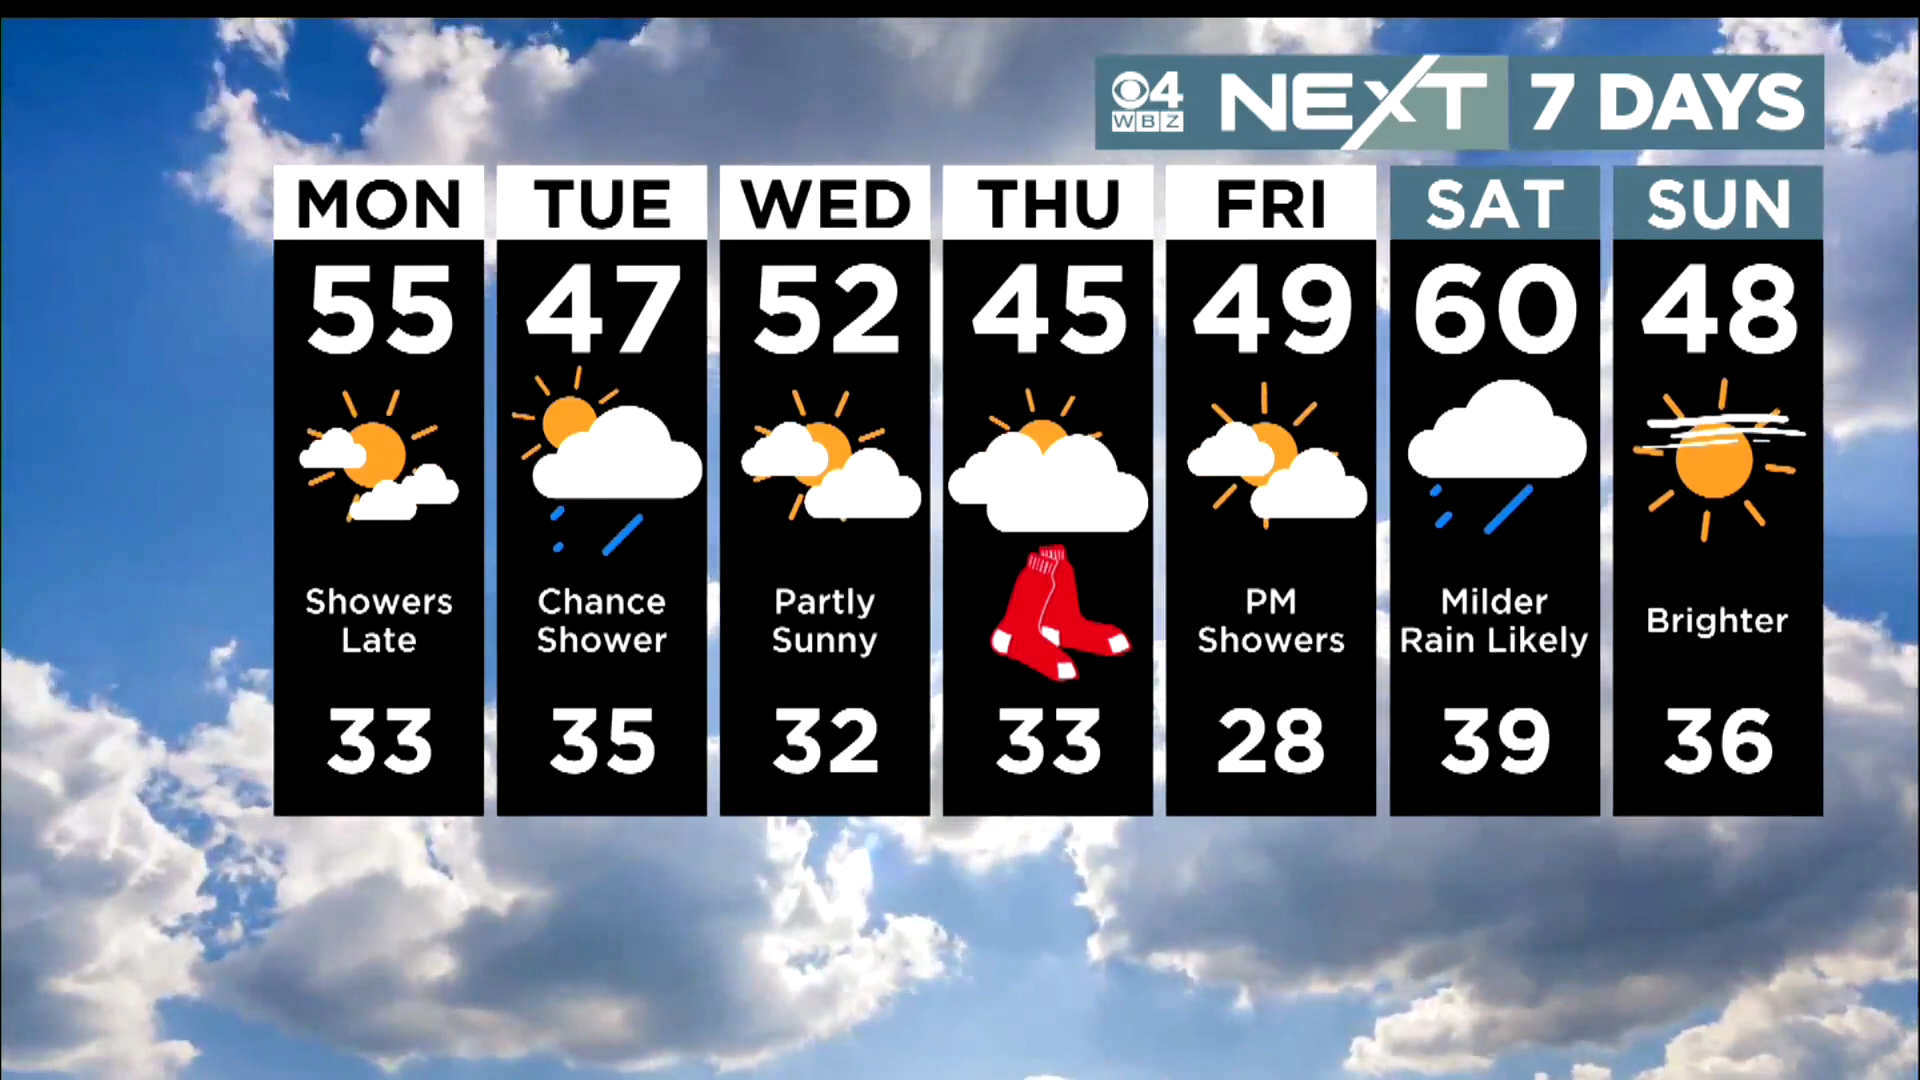 4
WBZ
NEXT 7 DAYS
MON TUE WED THU FRI SAT SUN
55 47 52 45 49 60 48
Showers Late
Chance Shower
Partly Sunny
PM Showers
Milder Rain Likely
Brighter
33 35 32 33 28 39 36